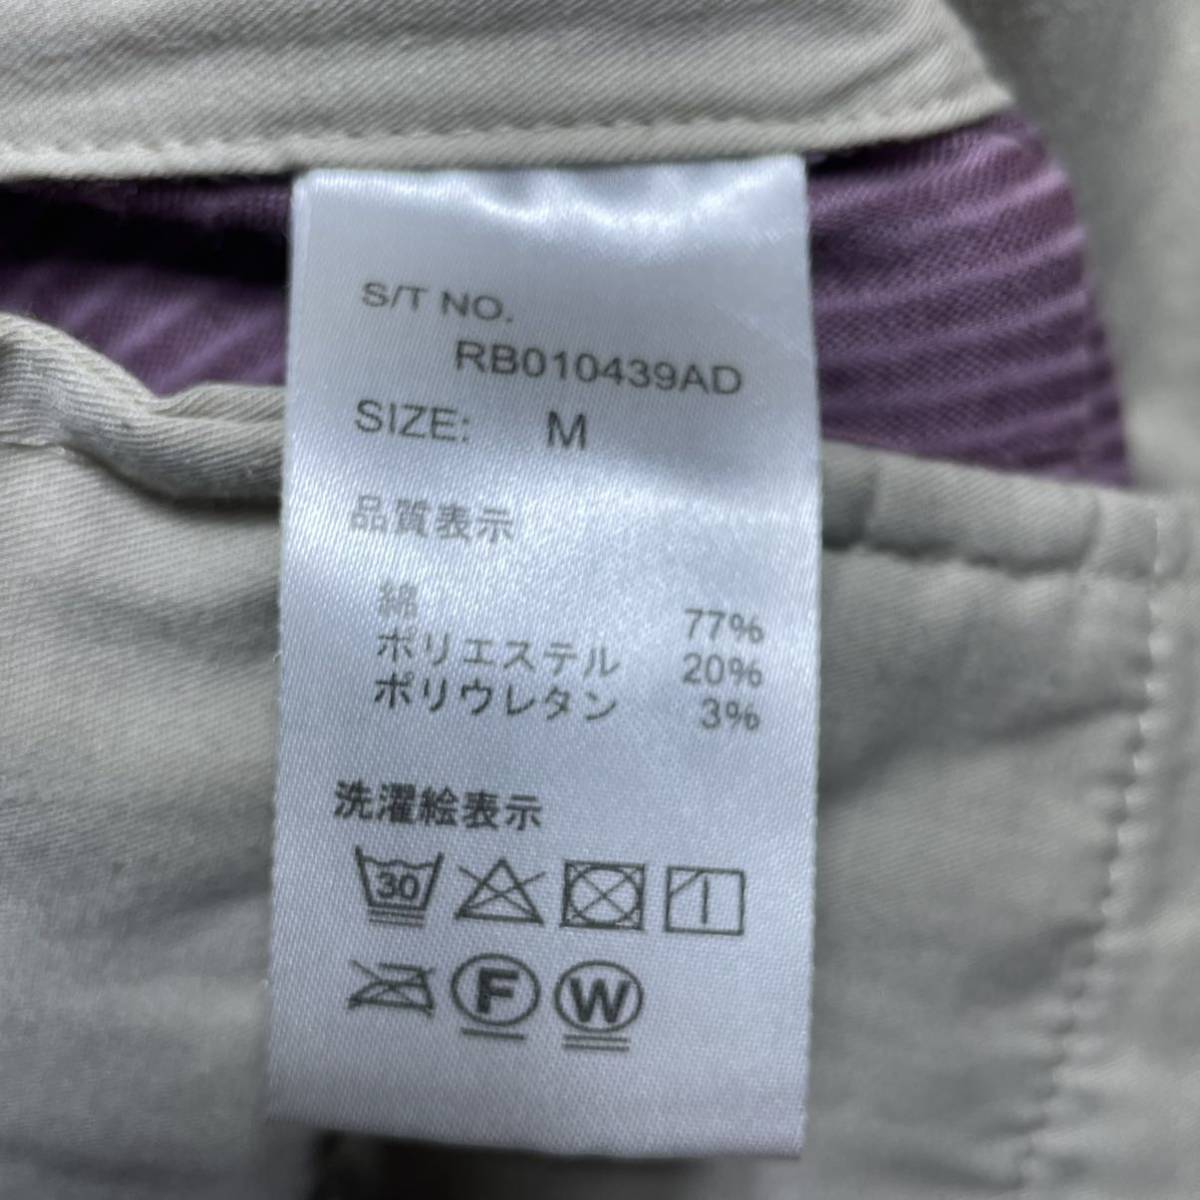 S/T NO.
RB010439AD
SIZE: M
品質表示
綿 77%
ポリエステル 20%
ポリウレタン 3%
洗濯絵表示
30
F W